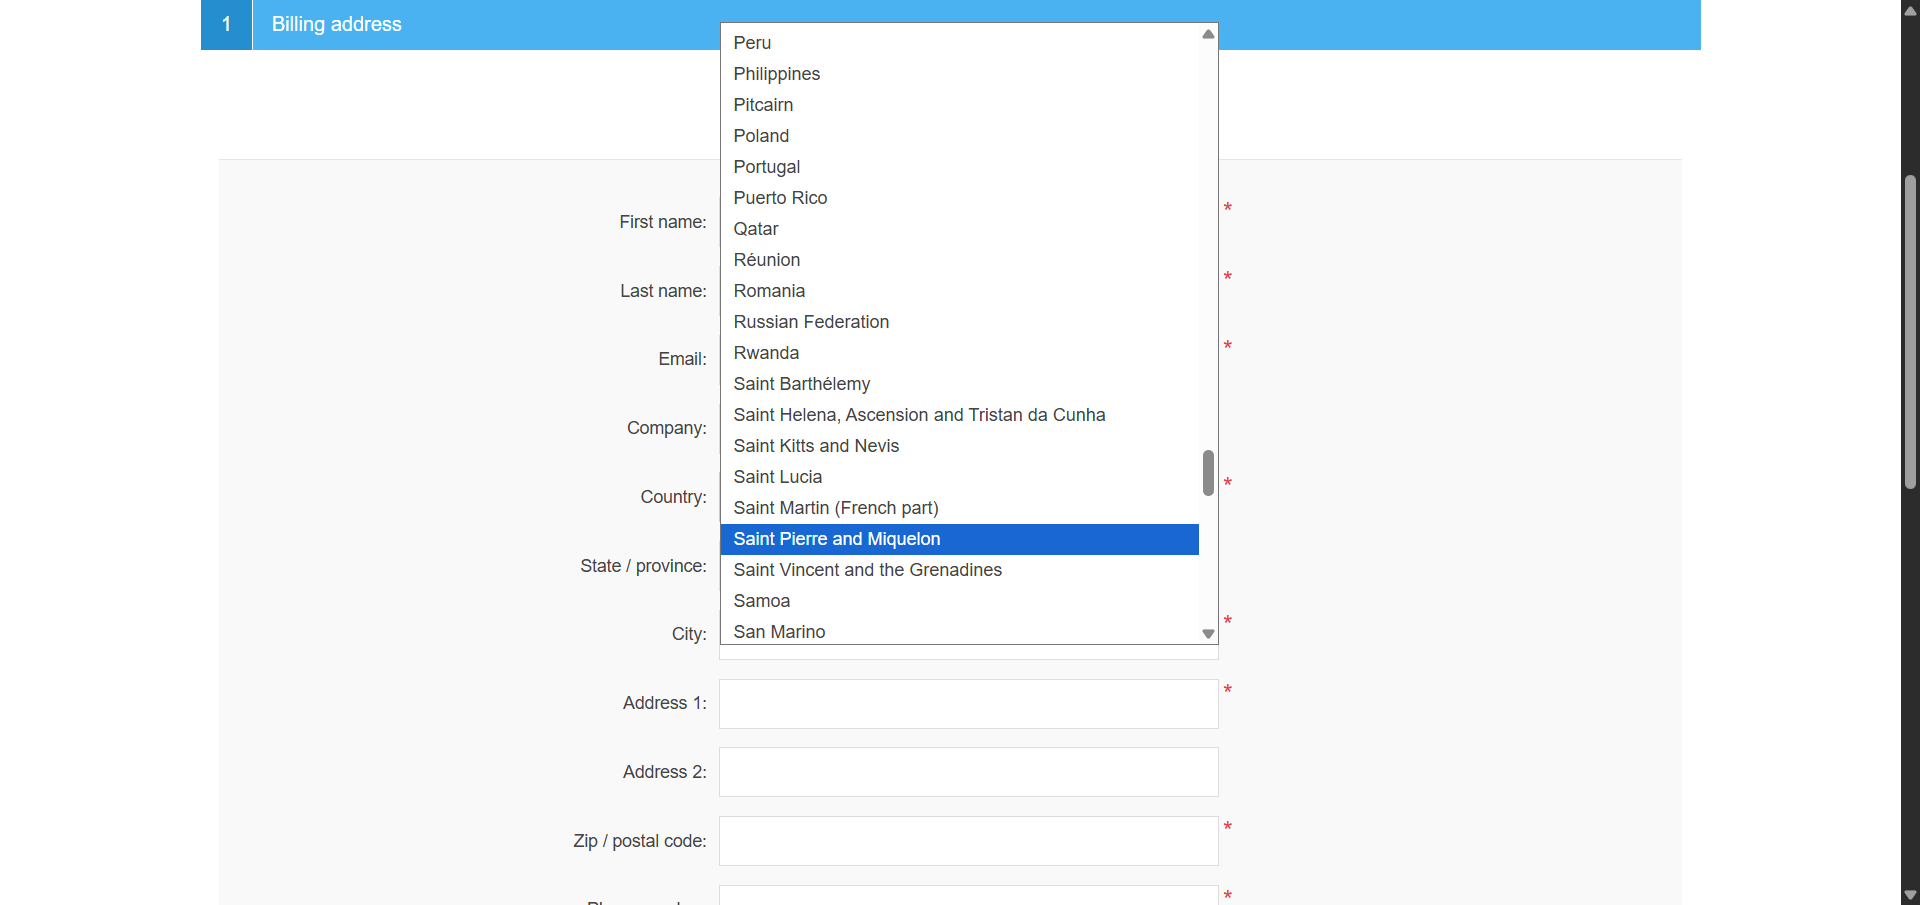 1 Billing address
Peru
Philippines
Pitcairn
Poland
Portugal
Puerto Rico
Qatar
Réunion
Romania
Russian Federation
Rwanda
Saint Barthélemy
Saint Helena, Ascension and Tristan da Cunha
Saint Kitts and Nevis
Saint Lucia
Saint Martin (French part)
Saint Pierre and Miquelon
Saint Vincent and the Grenadines
Samoa
San Marino
First name: *
Last name: *
Email: *
Company:
Country: *
State / province:
City: *
Address 1: *
Address 2:
Zip / postal code: *
*